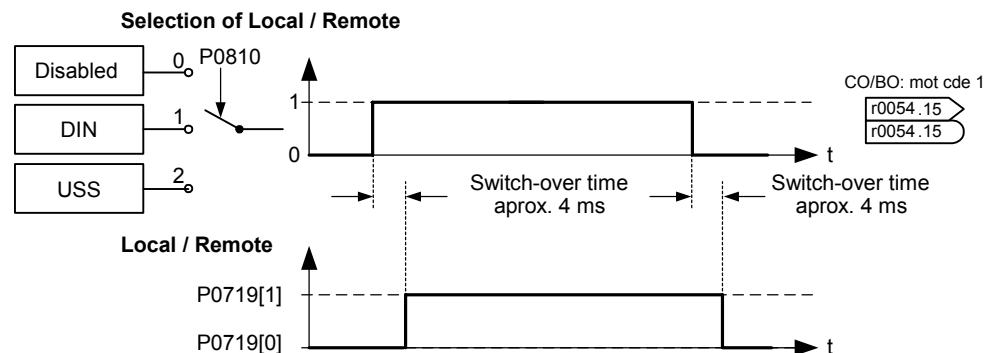 Selection of Local / Remote
Disabled
0
P0810
DIN
1
USS
2
1
0
t
CO/BO: mot cde 1
r0054 .15
r0054 .15
Switch-over time
aprox. 4 ms
Switch-over time
aprox. 4 ms
Local / Remote
P0719[1]
P0719[0]
t